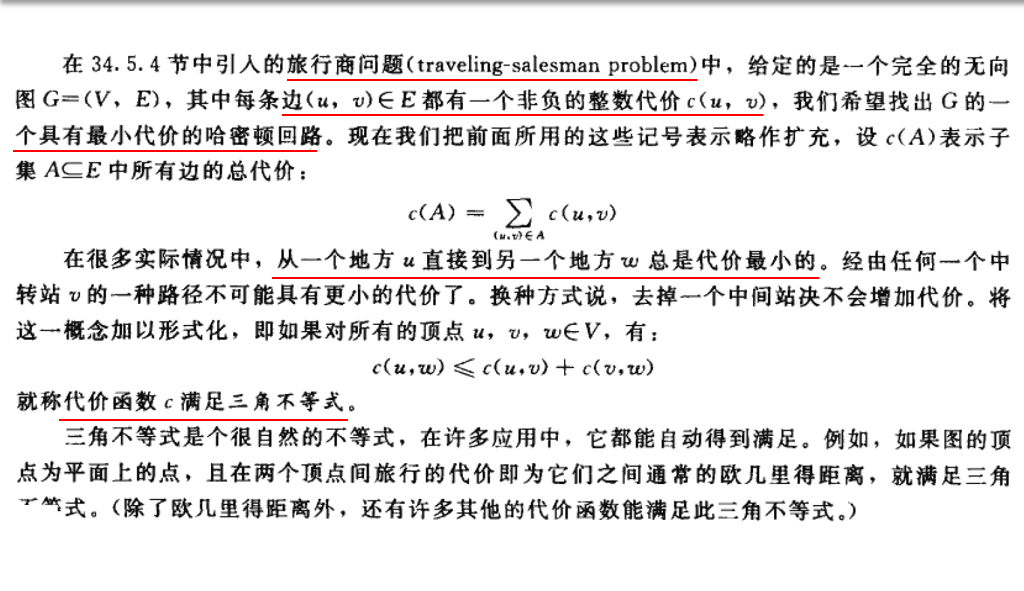 在 34.5.4 节中引入的旅行商问题(traveling-salesman problem)中，给定的是一个完全的无向
图 G=(V, E)，其中每条边(u, v)∈E 都有一个非负的整数代价 c(u, v)，我们希望找出 G 的一
个具有最小代价的哈密顿回路。现在我们把前面所用的这些记号表示略作扩充，设 c(A)表示子
集 A⊆E 中所有边的总代价：
c(A) = ∑ c(u,v)
(u,v)∈A
在很多实际情况中，从一个地方 u 直接到另一个地方 w 总是代价最小的。经由任何一个中
转站 v 的一种路径不可能具有更小的代价了。换种方式说，去掉一个中间站决不会增加代价。将
这一概念加以形式化，即如果对所有的顶点 u，v，w∈V，有：
c(u,w) ⩽ c(u,v) + c(v,w)
就称代价函数 c 满足三角不等式。
三角不等式是个很自然的不等式，在许多应用中，它都能自动得到满足。例如，如果图的顶
点为平面上的点，且在两个顶点间旅行的代价即为它们之间通常的欧几里得距离，就满足三角
不等式。（除了欧几里得距离外，还有许多其他的代价函数能满足此三角不等式。）